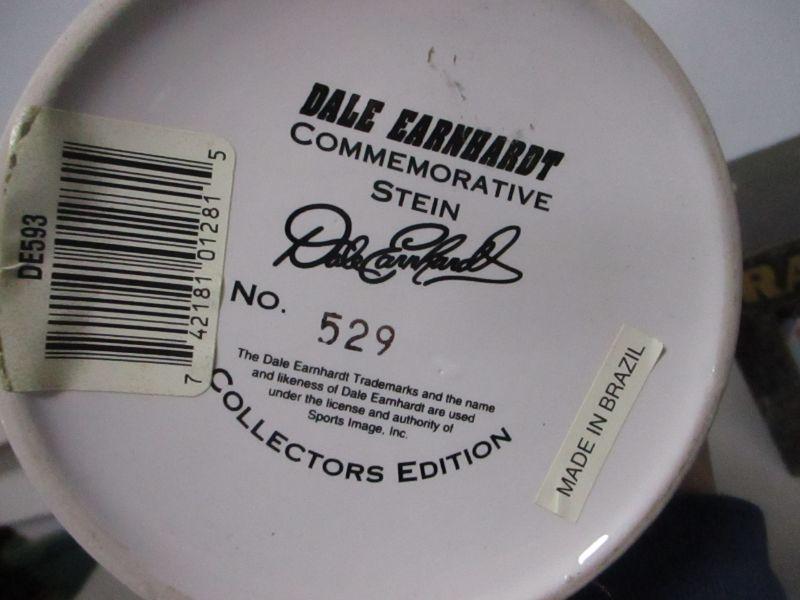 DALE EARNHARDT
COMMEMORATIVE
STEIN
Dale Earnhardt
No. 529
The Dale Earnhardt Trademarks and the name
and likeness of Dale Earnhardt are used
under the license and authority of
Sports Image, Inc.
COLLECTORS EDITION
DE593
7 42181 01281 5
MADE IN BRAZIL
RA